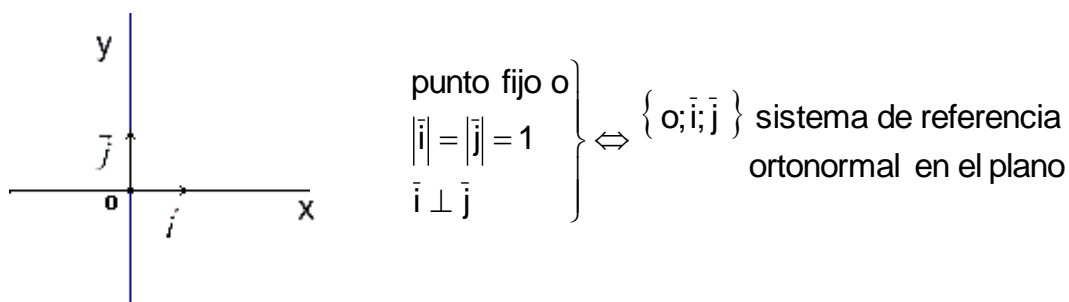 y
j̄
o
i
x
punto fijo o
|ī| = |j̄| = 1
ī ⊥ j̄
⇔ { o; ī; j̄ } sistema de referencia
ortonormal en el plano